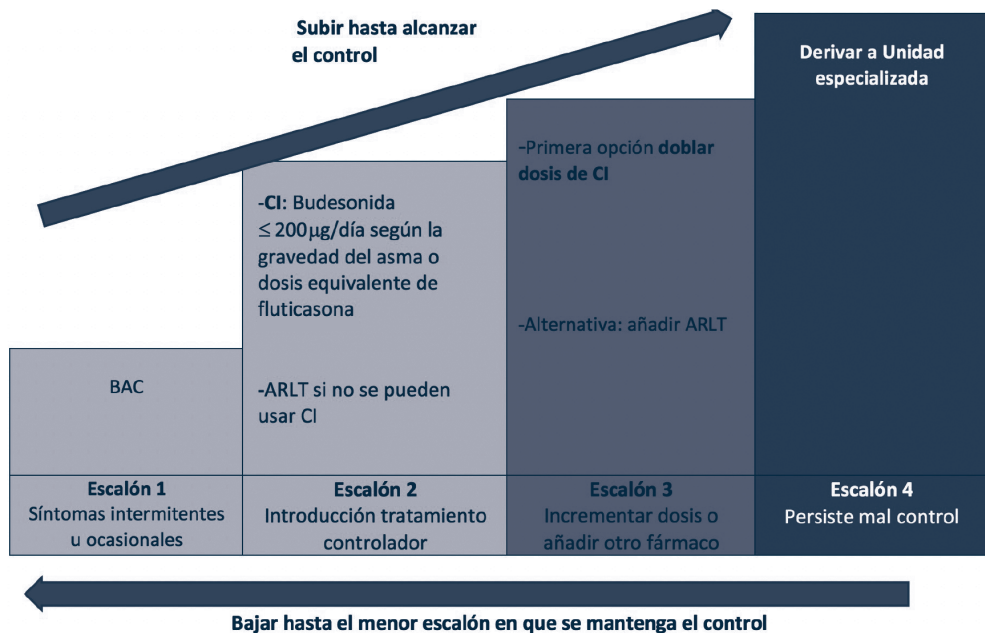 Subir hasta alcanzar
el control
Derivar a Unidad
especializada
-Primera opción doblar
dosis de CI
-Alternativa: añadir ARLT
-CI: Budesonida
≤ 200µg/día según la
gravedad del asma o
dosis equivalente de
fluticasona
-ARLT si no se pueden
usar CI
BAC
Escalón 1
Síntomas intermitentes
u ocasionales
Escalón 2
Introducción tratamiento
controlador
Escalón 3
Incrementar dosis o
añadir otro fármaco
Escalón 4
Persiste mal control
Bajar hasta el menor escalón en que se mantenga el control